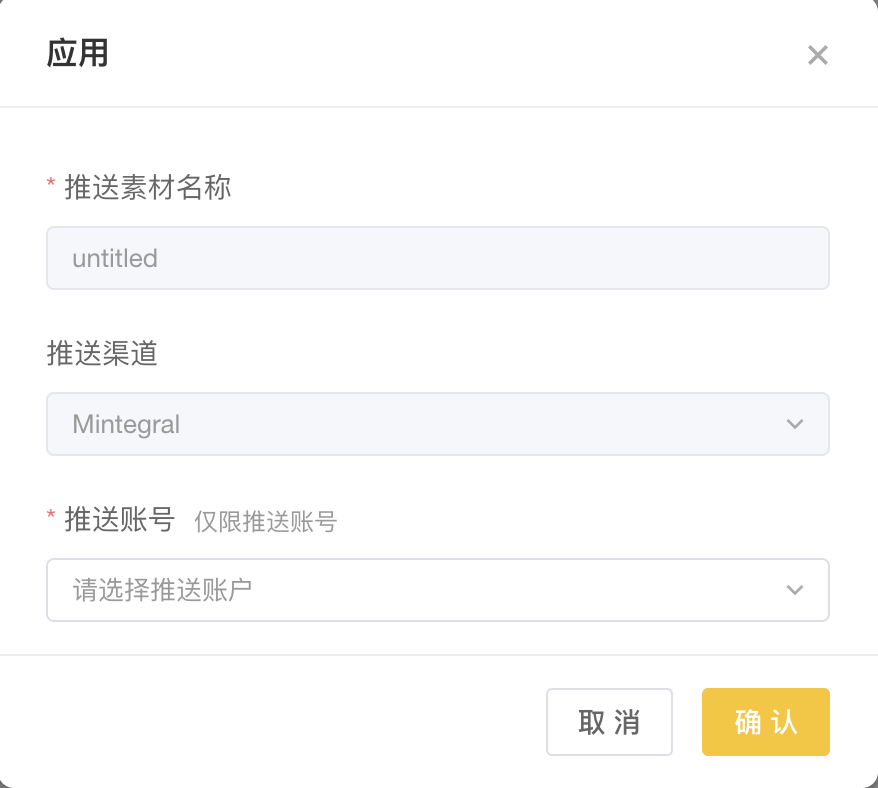 应用
* 推送素材名称
untitled
推送渠道
Mintegral
* 推送账号 仅限推送账号
请选择推送账户
取 消 确 认